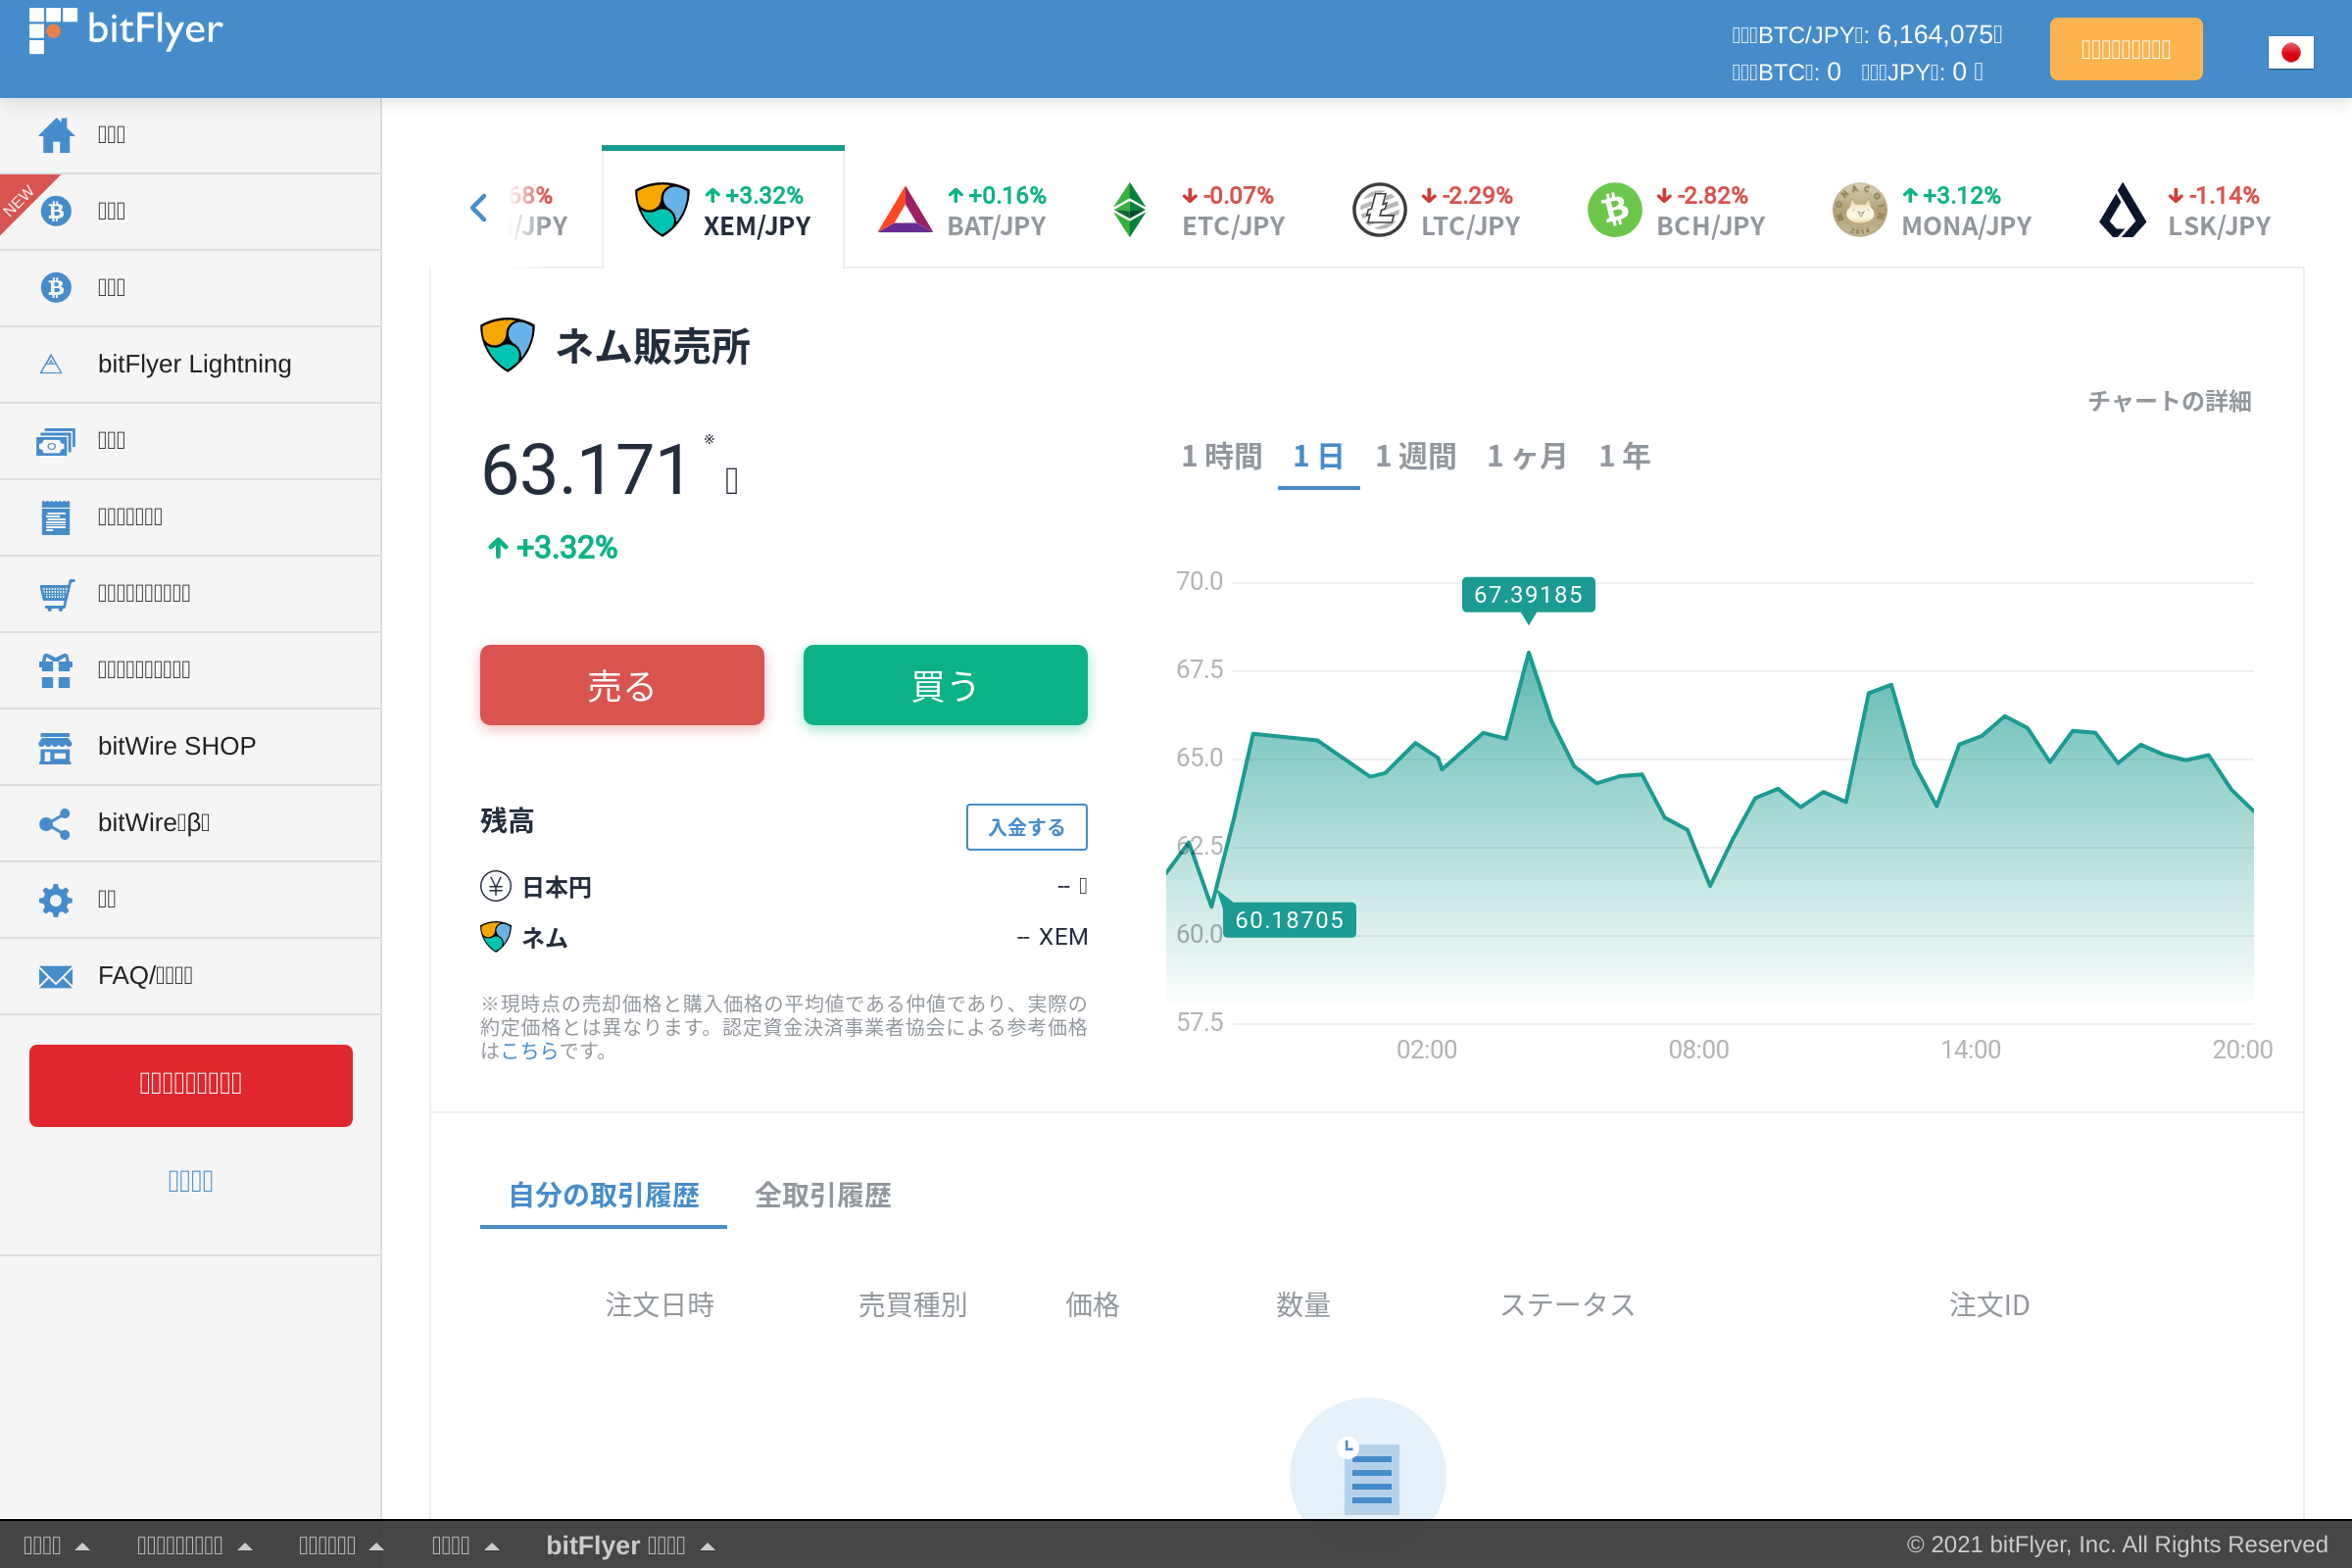 bitFlyer
BTC/JPY: 6,164,075
BTC: 0 JPY: 0
NEW
bitFlyer Lightning
bitWire SHOP
bitWire β
FAQ/
68%
/JPY
+3.32%
XEM/JPY
+0.16%
BAT/JPY
-0.07%
ETC/JPY
-2.29%
LTC/JPY
-2.82%
BCH/JPY
+3.12%
MONA/JPY
-1.14%
LSK/JPY
ネム販売所
チャートの詳細
63.171 ※
+3.32%
1 時間 1 日 1 週間 1 ヶ月 1 年
売る 買う
残高 入金する
日本円 --
ネム -- XEM
※現時点の売却価格と購入価格の平均値である仲値であり、実際の
約定価格とは異なります。認定資金決済事業者協会による参考価格
はこちらです。
70.0
67.5
65.0
62.5
60.0
57.5
67.39185
60.18705
02:00 08:00 14:00 20:00
自分の取引履歴 全取引履歴
注文日時 売買種別 価格 数量 ステータス 注文ID
bitFlyer
© 2021 bitFlyer, Inc. All Rights Reserved